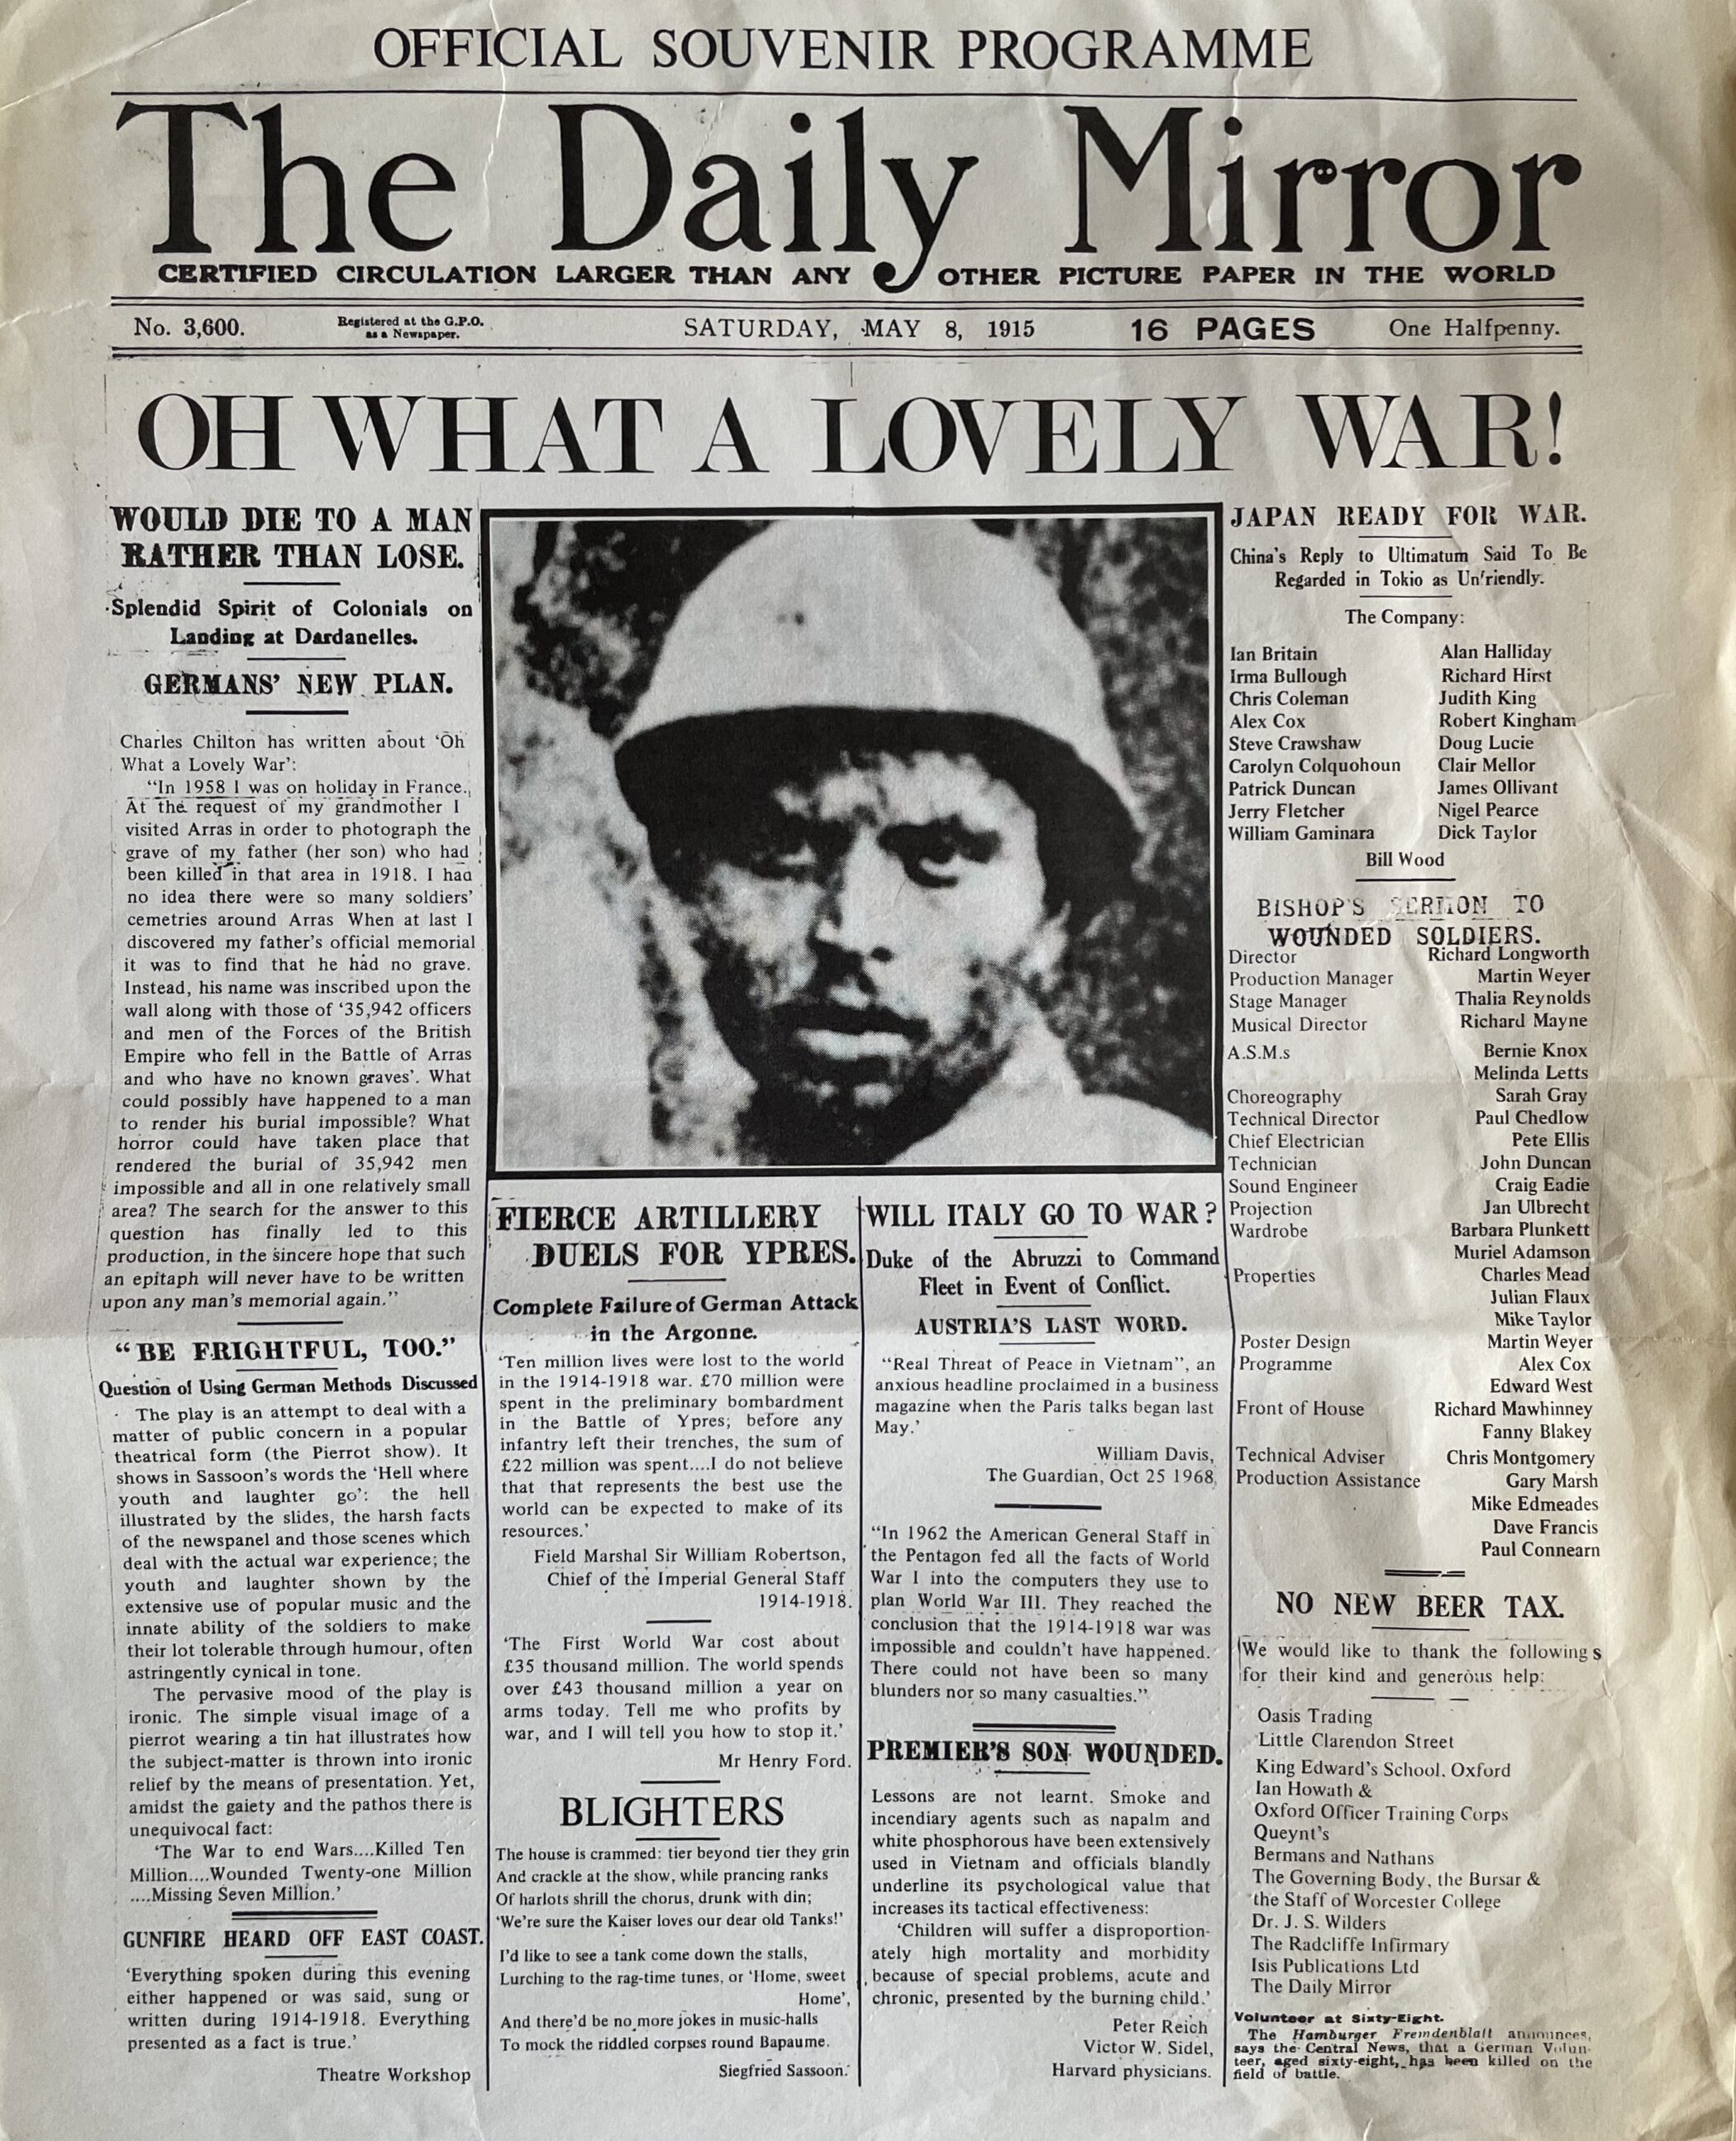 OFFICIAL SOUVENIR PROGRAMME
The Daily Mirror
CERTIFIED CIRCULATION LARGER THAN ANY OTHER PICTURE PAPER IN THE WORLD
No. 3,600.
Registered at the G.P.O.
as a Newspaper.
SATURDAY, MAY 8, 1915
16 PAGES
One Halfpenny.
OH WHAT A LOVELY WAR!
WOULD DIE TO A MAN
RATHER THAN LOSE.
Splendid Spirit of Colonials on
Landing at Dardanelles.
GERMANS' NEW PLAN.
Charles Chilton has written about 'Oh
What a Lovely War':
"In 1958 I was on holiday in France.
At the request of my grandmother I
visited Arras in order to photograph the
grave of my father (her son) who had
been killed in that area in 1918. I had
no idea there were so many soldiers'
cemetries around Arras When at last I
discovered my father's official memorial
it was to find that he had no grave.
Instead, his name was inscribed upon the
wall along with those of '35,942 officers
and men of the Forces of the British
Empire who fell in the Battle of Arras
and who have no known graves'. What
could possibly have happened to a man
to render his burial impossible? What
horror could have taken place that
rendered the burial of 35,942 men
impossible and all in one relatively small
area? The search for the answer to this
question has finally led to this
production, in the sincere hope that such
an epitaph will never have to be written
upon any man's memorial again."
"BE FRIGHTFUL, TOO."
Question of Using German Methods Discussed
The play is an attempt to deal with a
matter of public concern in a popular
theatrical form (the Pierrot show). It
shows in Sassoon's words the 'Hell where
youth and laughter go': the hell
illustrated by the slides, the harsh facts
of the newspanel and those scenes which
deal with the actual war experience; the
youth and laughter shown by the
extensive use of popular music and the
innate ability of the soldiers to make
their lot tolerable through humour, often
astringently cynical in tone.
The pervasive mood of the play is
ironic. The simple visual image of a
pierrot wearing a tin hat illustrates how
the subject-matter is thrown into ironic
relief by the means of presentation. Yet,
amidst the gaiety and the pathos there is
unequivocal fact:
'The War to end Wars....Killed Ten
Million....Wounded Twenty-one Million
....Missing Seven Million.'
GUNFIRE HEARD OFF EAST COAST.
'Everything spoken during this evening
either happened or was said, sung or
written during 1914-1918. Everything
presented as a fact is true.'
Theatre Workshop
FIERCE ARTILLERY
DUELS FOR YPRES.
Complete Failure of German Attack
in the Argonne.
'Ten million lives were lost to the world
in the 1914-1918 war. £70 million were
spent in the preliminary bombardment
in the Battle of Ypres; before any
infantry left their trenches, the sum of
£22 million was spent....I do not believe
that that represents the best use the
world can be expected to make of its
resources.'
Field Marshal Sir William Robertson,
Chief of the Imperial General Staff
1914-1918.
'The First World War cost about
£35 thousand million. The world spends
over £43 thousand million a year on
arms today. Tell me who profits by
war, and I will tell you how to stop it.'
Mr Henry Ford.
BLIGHTERS
The house is crammed: tier beyond tier they grin
And crackle at the show, while prancing ranks
Of harlots shrill the chorus, drunk with din;
'We're sure the Kaiser loves our dear old Tanks!'
I'd like to see a tank come down the stalls,
Lurching to the rag-time tunes, or 'Home, sweet
Home',
And there'd be no more jokes in music-halls
To mock the riddled corpses round Bapaume.
Siegfried Sassoon.
WILL ITALY GO TO WAR?
Duke of the Abruzzi to Command
Fleet in Event of Conflict.
AUSTRIA'S LAST WORD.
"Real Threat of Peace in Vietnam", an
anxious headline proclaimed in a business
magazine when the Paris talks began last
May.'
William Davis,
The Guardian, Oct 25 1968
"In 1962 the American General Staff in
the Pentagon fed all the facts of World
War I into the computers they use to
plan World War III. They reached the
conclusion that the 1914-1918 war was
impossible and couldn't have happened.
There could not have been so many
blunders nor so many casualties."
PREMIER'S SON WOUNDED.
Lessons are not learnt. Smoke and
incendiary agents such as napalm and
white phosphorous have been extensively
used in Vietnam and officials blandly
underline its psychological value that
increases its tactical effectiveness:
'Children will suffer a disproportion-
ately high mortality and morbidity
because of special problems, acute and
chronic, presented by the burning child.'
Peter Reich
Victor W. Sidel,
Harvard physicians.
JAPAN READY FOR WAR.
China's Reply to Ultimatum Said To Be
Regarded in Tokio as Unfriendly.
The Company:
Ian Britain Alan Halliday
Irma Bullough Richard Hirst
Chris Coleman Judith King
Alex Cox Robert Kingham
Steve Crawshaw Doug Lucie
Carolyn Colquohoun Clair Mellor
Patrick Duncan James Ollivant
Jerry Fletcher Nigel Pearce
William Gaminara Dick Taylor
Bill Wood
BISHOP'S SERMON TO
WOUNDED SOLDIERS.
Director Richard Longworth
Production Manager Martin Weyer
Stage Manager Thalia Reynolds
Musical Director Richard Mayne
A.S.M.s Bernie Knox
Melinda Letts
Choreography Sarah Gray
Technical Director Paul Chedlow
Chief Electrician Pete Ellis
Technician John Duncan
Sound Engineer Craig Eadie
Projection Jan Ulbrecht
Wardrobe Barbara Plunkett
Muriel Adamson
Properties Charles Mead
Julian Flaux
Mike Taylor
Poster Design Martin Weyer
Programme Alex Cox
Edward West
Front of House Richard Mawhinney
Fanny Blakey
Technical Adviser Chris Montgomery
Production Assistance Gary Marsh
Mike Edmeades
Dave Francis
Paul Connearn
NO NEW BEER TAX.
We would like to thank the following s
for their kind and generous help:
Oasis Trading
Little Clarendon Street
King Edward's School, Oxford
Ian Howath &
Oxford Officer Training Corps
Queynt's
Bermans and Nathans
The Governing Body, the Bursar &
the Staff of Worcester College
Dr. J. S. Wilders
The Radcliffe Infirmary
Isis Publications Ltd
The Daily Mirror
Volunteer at Sixty-Eight.
The Hamburger Fremdenblatt announces,
says the Central News, that a German Volun-
teer, aged sixty-eight, has been killed on the
field of battle.